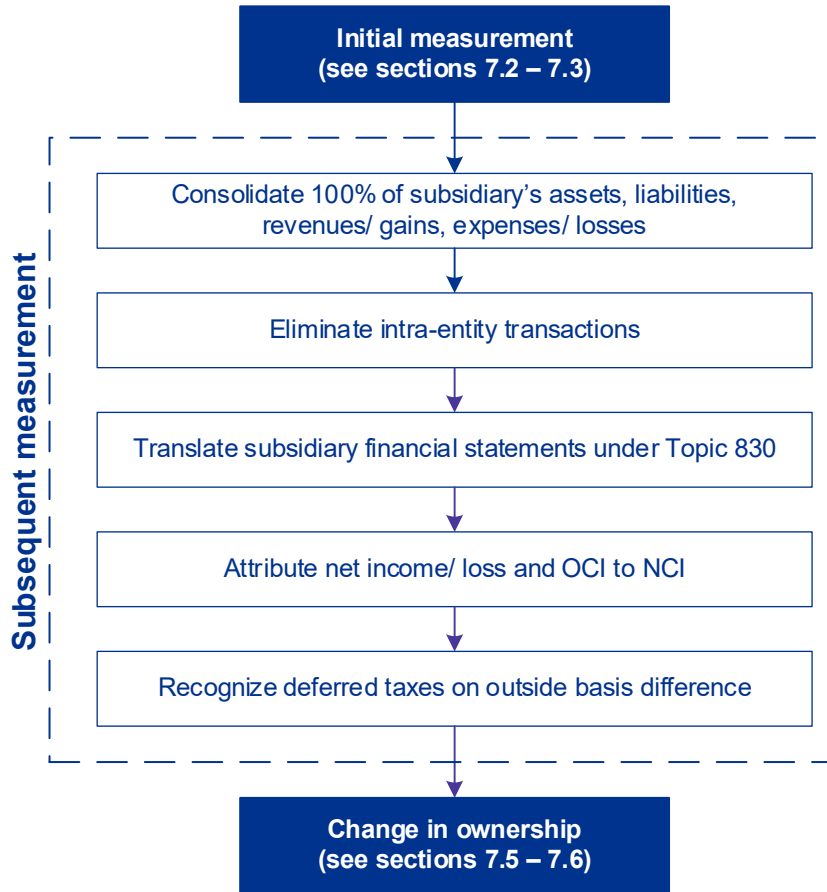 Initial measurement
(see sections 7.2 – 7.3)
Subsequent measurement
Consolidate 100% of subsidiary's assets, liabilities,
revenues/ gains, expenses/ losses
Eliminate intra-entity transactions
Translate subsidiary financial statements under Topic 830
Attribute net income/ loss and OCI to NCI
Recognize deferred taxes on outside basis difference
Change in ownership
(see sections 7.5 – 7.6)